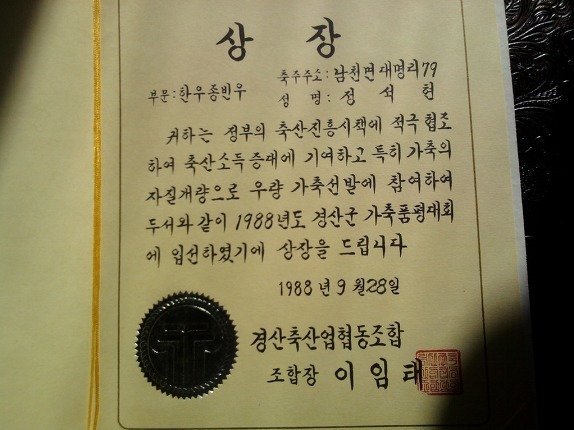 상 장
축주주소: 남천면 대명리 79
부문: 한우종빈우
성 명: 정 석 현
귀하는 정부의 축산진흥시책에 적극 협조
하여 축산소득증대에 기여하고 특히 가축의
자질개량으로 우량 가축선발에 참여하여
두서와 같이 1988년도 경산군 가축품평대회
에 입선하였기에 상장을 드립니다
1988 년 9 월 28 일
경산축산업협동조합
조합장 이 임 태